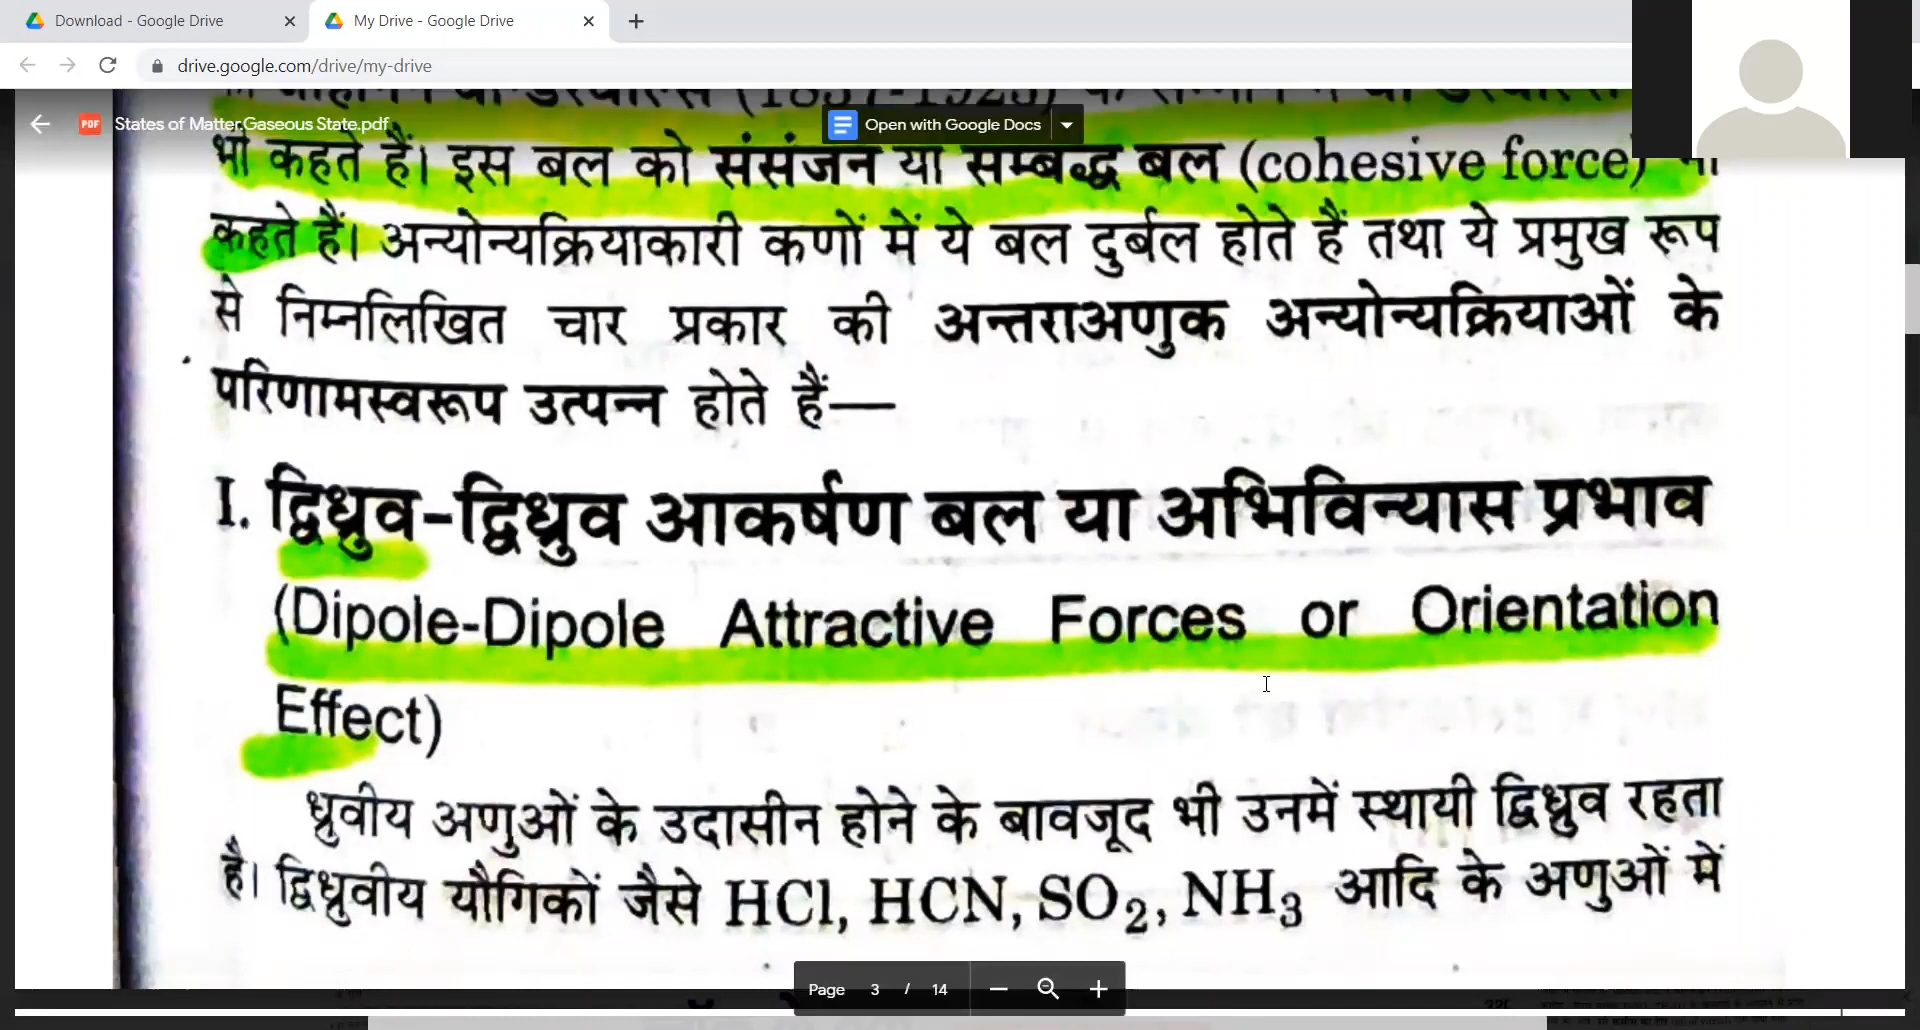 Download - Google Drive
My Drive - Google Drive
drive.google.com/drive/my-drive
PDF States of Matter.Gaseous State.pdf
Open with Google Docs
भी कहते हैं। इस बल को संसंजन या सम्बद्ध बल (cohesive force)
कहते हैं। अन्योन्यक्रियाकारी कणों में ये बल दुर्बल होते हैं तथा ये प्रमुख रूप
से निम्नलिखित चार प्रकार की अन्तराअणुक अन्योन्यक्रियाओं के
परिणामस्वरूप उत्पन्न होते हैं—
I. द्विध्रुव-द्विध्रुव आकर्षण बल या अभिविन्यास प्रभाव
(Dipole-Dipole Attractive Forces or Orientation
Effect)
ध्रुवीय अणुओं के उदासीन होने के बावजूद भी उनमें स्थायी द्विध्रुव रहता
है। द्विध्रुवीय यौगिकों जैसे HCl, HCN, SO₂, NH₃ आदि के अणुओं में
Page 3 / 14